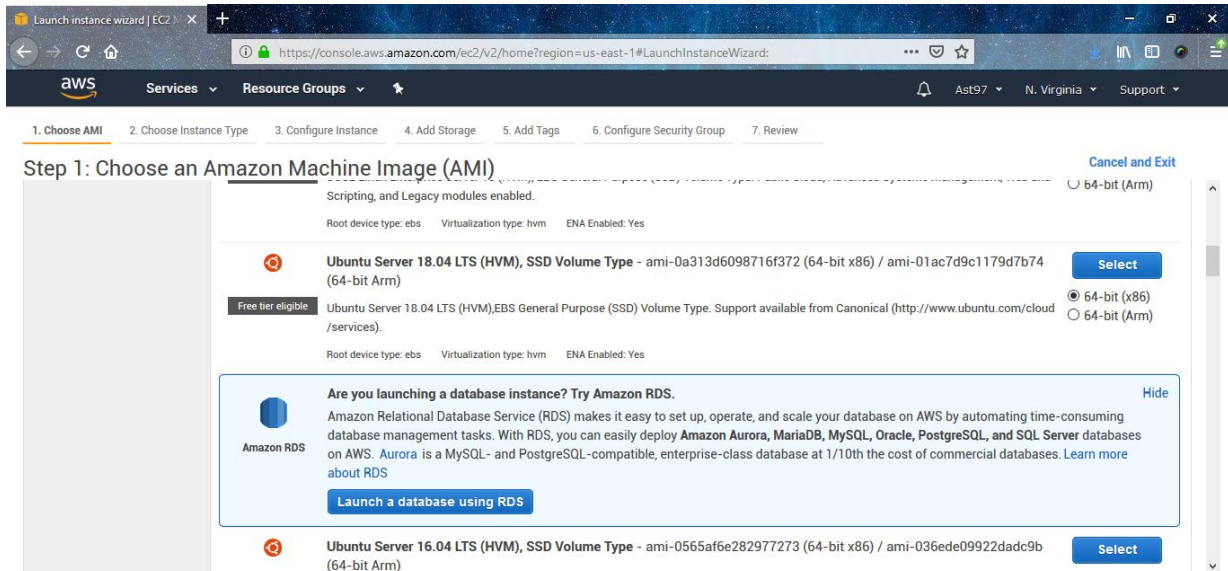 Launch instance wizard | EC2 M
https://console.aws.amazon.com/ec2/v2/home?region=us-east-1#LaunchInstanceWizard:
aws Services Resource Groups Ast97 N. Virginia Support
1. Choose AMI 2. Choose Instance Type 3. Configure Instance 4. Add Storage 5. Add Tags 6. Configure Security Group 7. Review
Step 1: Choose an Amazon Machine Image (AMI) Cancel and Exit
64-bit (Arm)
Scripting, and Legacy modules enabled.
Root device type: ebs Virtualization type: hvm ENA Enabled: Yes
Ubuntu Server 18.04 LTS (HVM), SSD Volume Type - ami-0a313d6098716f372 (64-bit x86) / ami-01ac7d9c1179d7b74 Select
(64-bit Arm)
64-bit (x86)
Free tier eligible Ubuntu Server 18.04 LTS (HVM),EBS General Purpose (SSD) Volume Type. Support available from Canonical (http://www.ubuntu.com/cloud 64-bit (Arm)
/services).
Root device type: ebs Virtualization type: hvm ENA Enabled: Yes
Are you launching a database instance? Try Amazon RDS. Hide
Amazon Relational Database Service (RDS) makes it easy to set up, operate, and scale your database on AWS by automating time-consuming
database management tasks. With RDS, you can easily deploy Amazon Aurora, MariaDB, MySQL, Oracle, PostgreSQL, and SQL Server databases
Amazon RDS on AWS. Aurora is a MySQL- and PostgreSQL-compatible, enterprise-class database at 1/10th the cost of commercial databases. Learn more
about RDS
Launch a database using RDS
Ubuntu Server 16.04 LTS (HVM), SSD Volume Type - ami-0565af6e282977273 (64-bit x86) / ami-036ede09922dadc9b Select
(64-bit Arm)